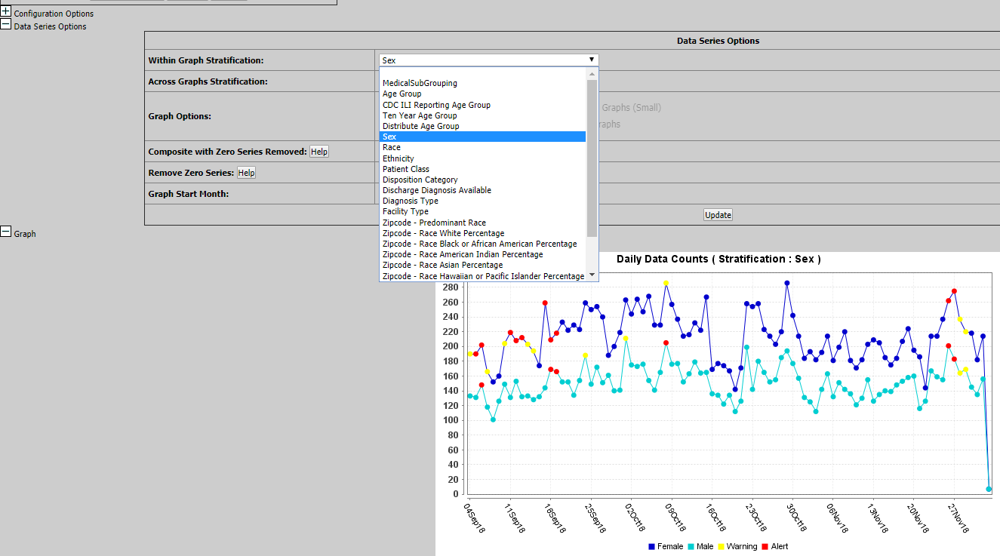 Configuration Options
Data Series Options
Data Series Options
Within Graph Stratification:
Sex
Across Graphs Stratification:
Graph Options:
Graphs (Small)
raphs
Composite with Zero Series Removed: Help
Remove Zero Series: Help
Graph Start Month:
MedicalSubGrouping
Age Group
CDC ILI Reporting Age Group
Ten Year Age Group
Distribute Age Group
Sex
Race
Ethnicity
Patient Class
Disposition Category
Discharge Diagnosis Available
Diagnosis Type
Facility Type
Zipcode - Predominant Race
Zipcode - Race White Percentage
Zipcode - Race Black or African American Percentage
Zipcode - Race American Indian Percentage
Zipcode - Race Asian Percentage
Zipcode - Race Hawaiian or Pacific Islander Percentage
Update
Graph
Daily Data Counts ( Stratification : Sex )
280
260
240
220
200
180
160
140
120
100
80
60
40
20
0
04Sep18
11Sep18
18Sep18
25Sep18
02Oct18
09Oct18
16Oct18
23Oct18
30Oct18
06Nov18
13Nov18
20Nov18
27Nov18
Female Male Warning Alert